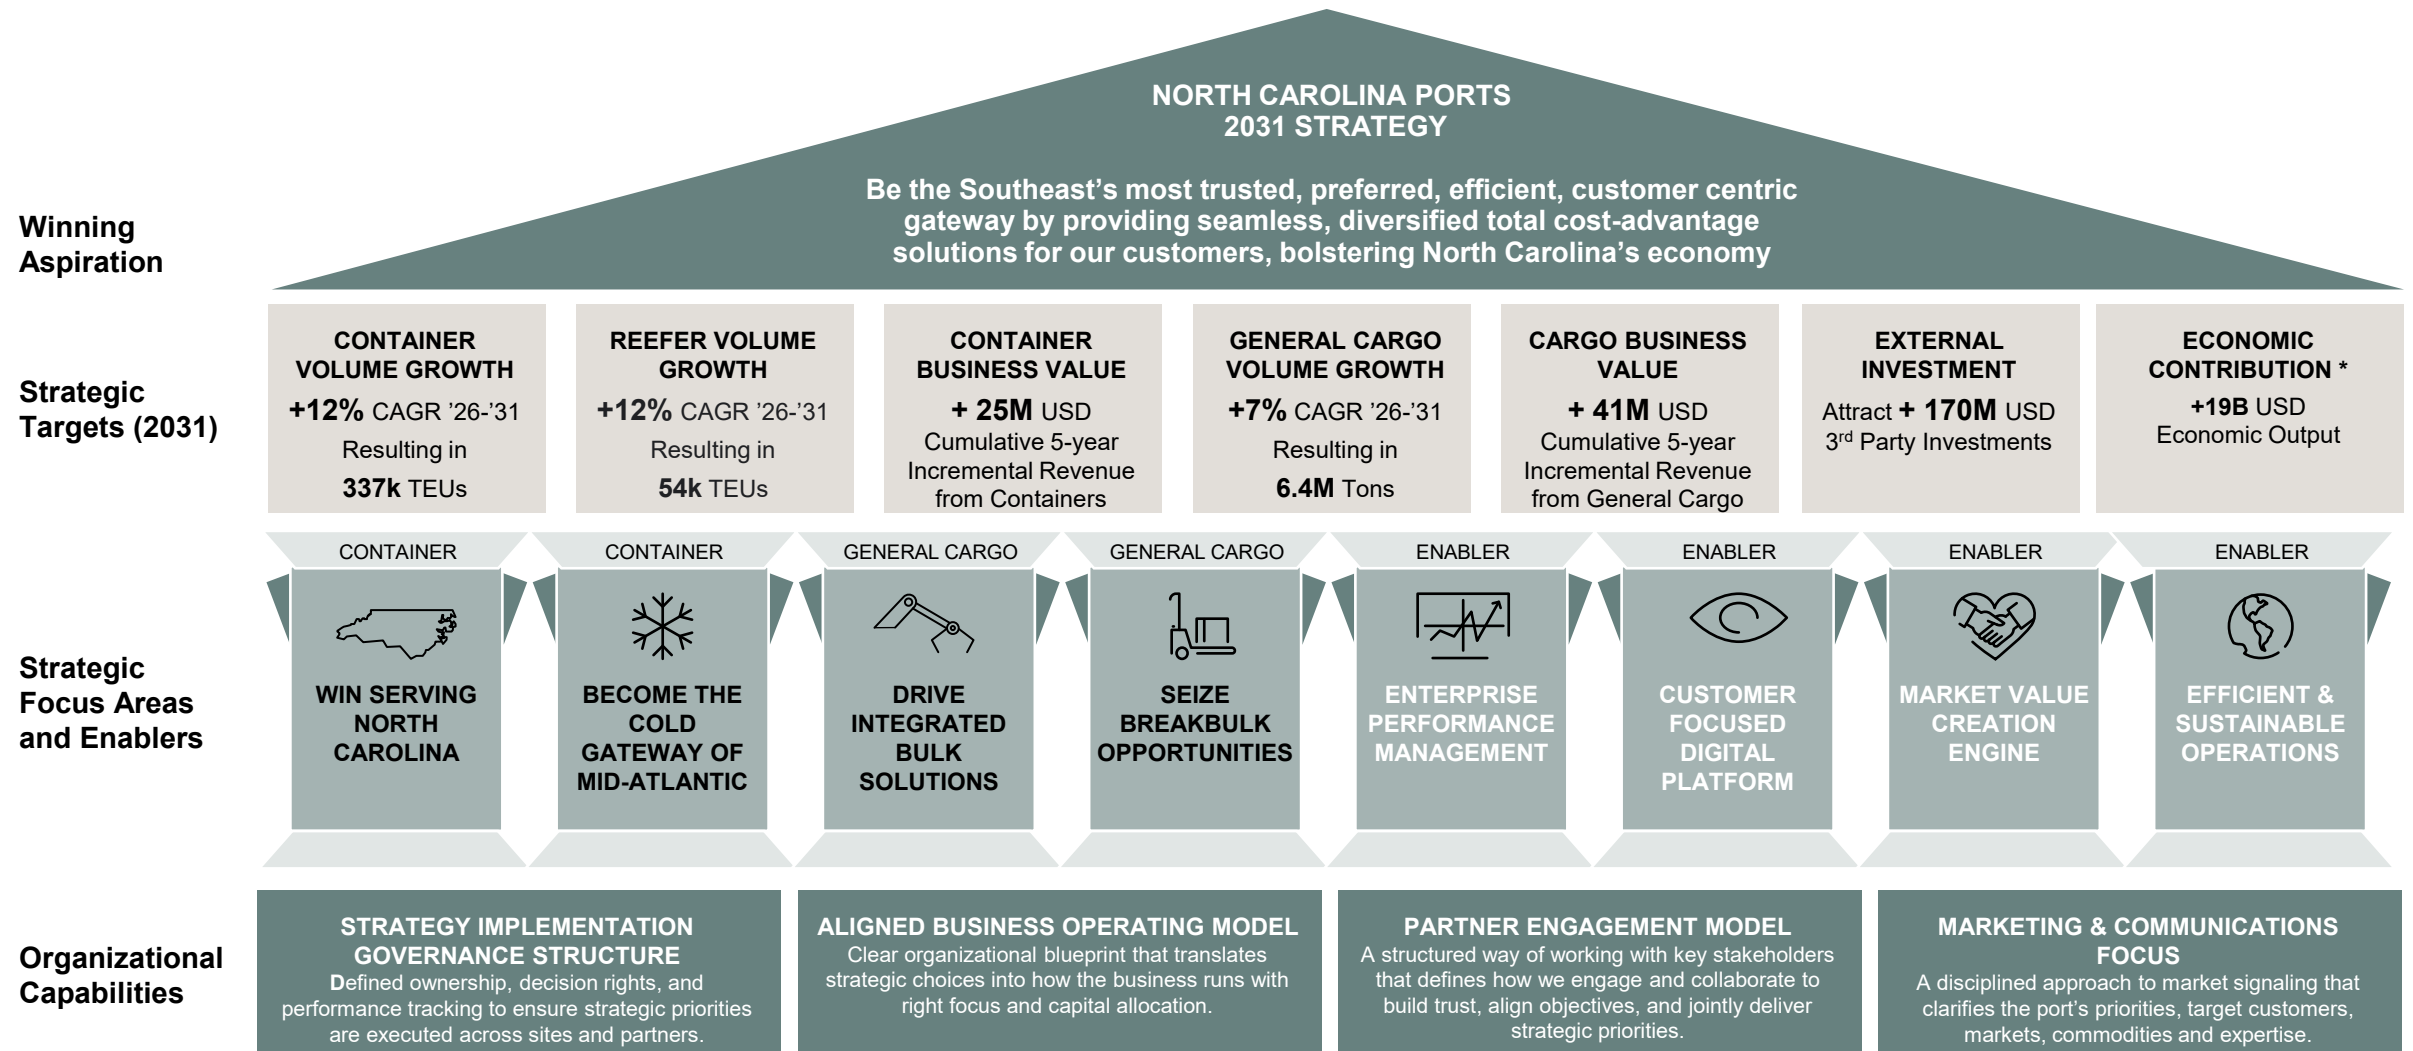 NORTH CAROLINA PORTS
2031 STRATEGY
Be the Southeast’s most trusted, preferred, efficient, customer centric
gateway by providing seamless, diversified total cost-advantage
solutions for our customers, bolstering North Carolina’s economy
Winning
Aspiration
Strategic
Targets (2031)
CONTAINER
VOLUME GROWTH
+12% CAGR ’26-’31
Resulting in
337k TEUs
REEFER VOLUME
GROWTH
+12% CAGR ’26-’31
Resulting in
54k TEUs
CONTAINER
BUSINESS VALUE
+ 25M USD
Cumulative 5-year
Incremental Revenue
from Containers
GENERAL CARGO
VOLUME GROWTH
+7% CAGR ’26-’31
Resulting in
6.4M Tons
CARGO BUSINESS
VALUE
+ 41M USD
Cumulative 5-year
Incremental Revenue
from General Cargo
EXTERNAL
INVESTMENT
Attract + 170M USD
3rd Party Investments
ECONOMIC
CONTRIBUTION *
+19B USD
Economic Output
Strategic
Focus Areas
and Enablers
CONTAINER
WIN SERVING
NORTH
CAROLINA
CONTAINER
BECOME THE
COLD
GATEWAY OF
MID-ATLANTIC
GENERAL CARGO
DRIVE
INTEGRATED
BULK
SOLUTIONS
GENERAL CARGO
SEIZE
BREAKBULK
OPPORTUNITIES
ENABLER
ENTERPRISE
PERFORMANCE
MANAGEMENT
ENABLER
CUSTOMER
FOCUSED
DIGITAL
PLATFORM
ENABLER
MARKET VALUE
CREATION
ENGINE
ENABLER
EFFICIENT &
SUSTAINABLE
OPERATIONS
Organizational
Capabilities
STRATEGY IMPLEMENTATION
GOVERNANCE STRUCTURE
Defined ownership, decision rights, and
performance tracking to ensure strategic priorities
are executed across sites and partners.
ALIGNED BUSINESS OPERATING MODEL
Clear organizational blueprint that translates
strategic choices into how the business runs with
right focus and capital allocation.
PARTNER ENGAGEMENT MODEL
A structured way of working with key stakeholders
that defines how we engage and collaborate to
build trust, align objectives, and jointly deliver
strategic priorities.
MARKETING & COMMUNICATIONS
FOCUS
A disciplined approach to market signaling that
clarifies the port’s priorities, target customers,
markets, commodities and expertise.